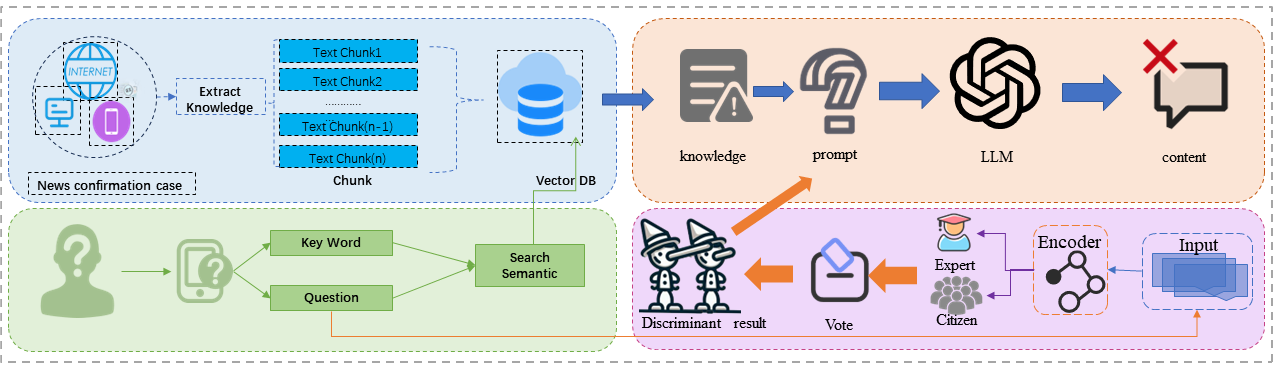 INTERNET
Extract
Knowledge
Text Chunk1
Text Chunk2
............
Text Chunk(n-1)
Text Chunk(n)
Chunk
News confirmation case
Vector DB
knowledge
prompt
LLM
content
Key Word
Question
Search
Semantic
Discriminant result
Vote
Expert
Citizen
Encoder
Input